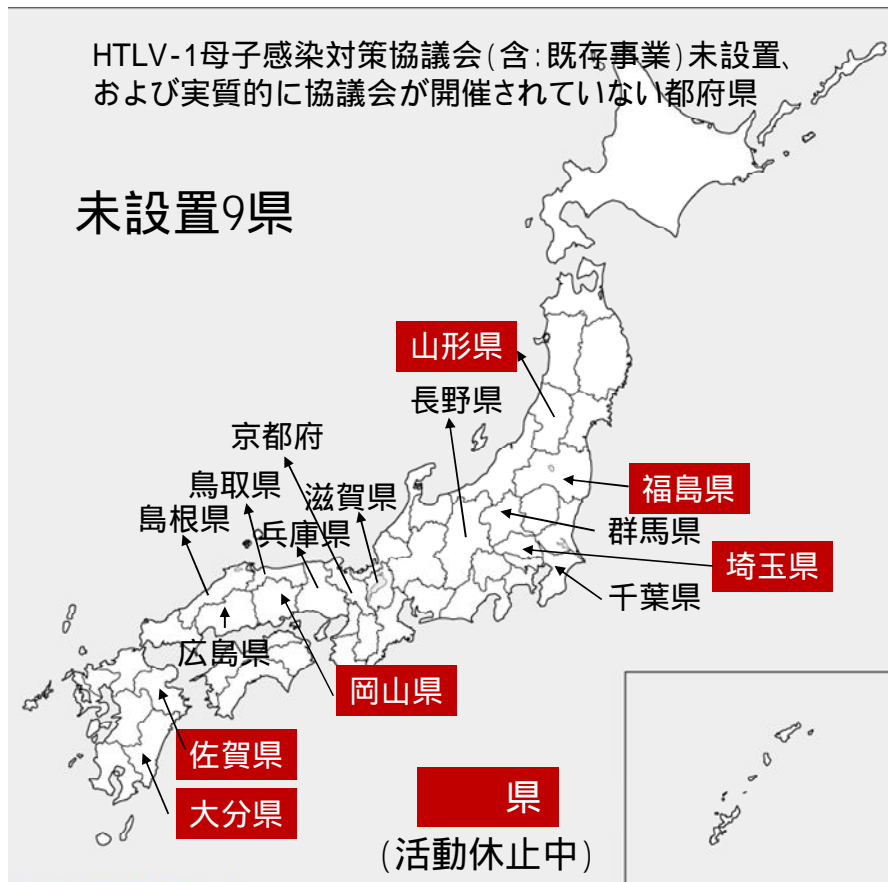 HTLV-1母子感染対策協議会(含:既存事業)未設置、
および実質的に協議会が開催されていない都府県
未設置9県
山形県
長野県
京都府
鳥取県
滋賀県
福島県
島根県
兵庫県
群馬県
埼玉県
千葉県
広島県
岡山県
佐賀県
大分県
県
(活動休止中)